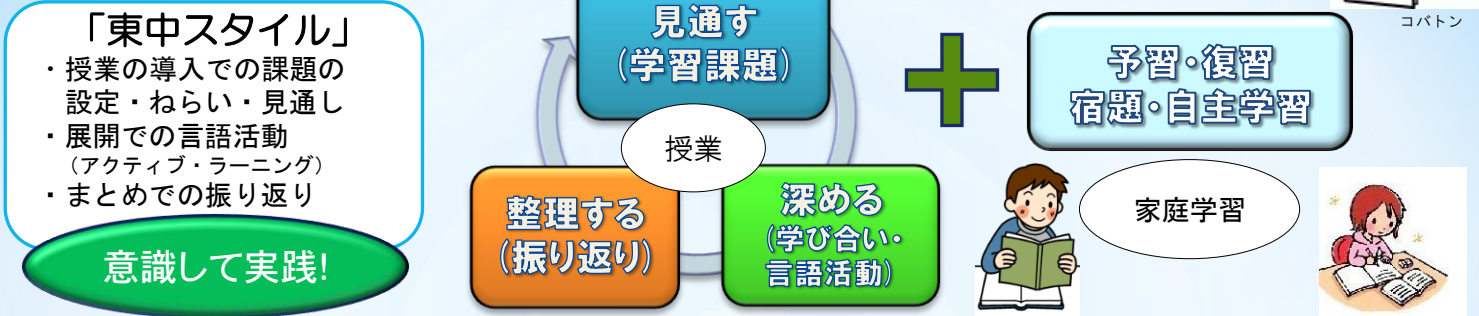 「東中スタイル」
・授業の導入での課題の
設定・ねらい・見通し
・展開での言語活動
（アクティブ・ラーニング）
・まとめでの振り返り
意識して実践!
見通す
(学習課題)
授業
整理する
(振り返り)
深める
(学び合い・
言語活動)
コバトン
予習・復習
宿題・自主学習
家庭学習